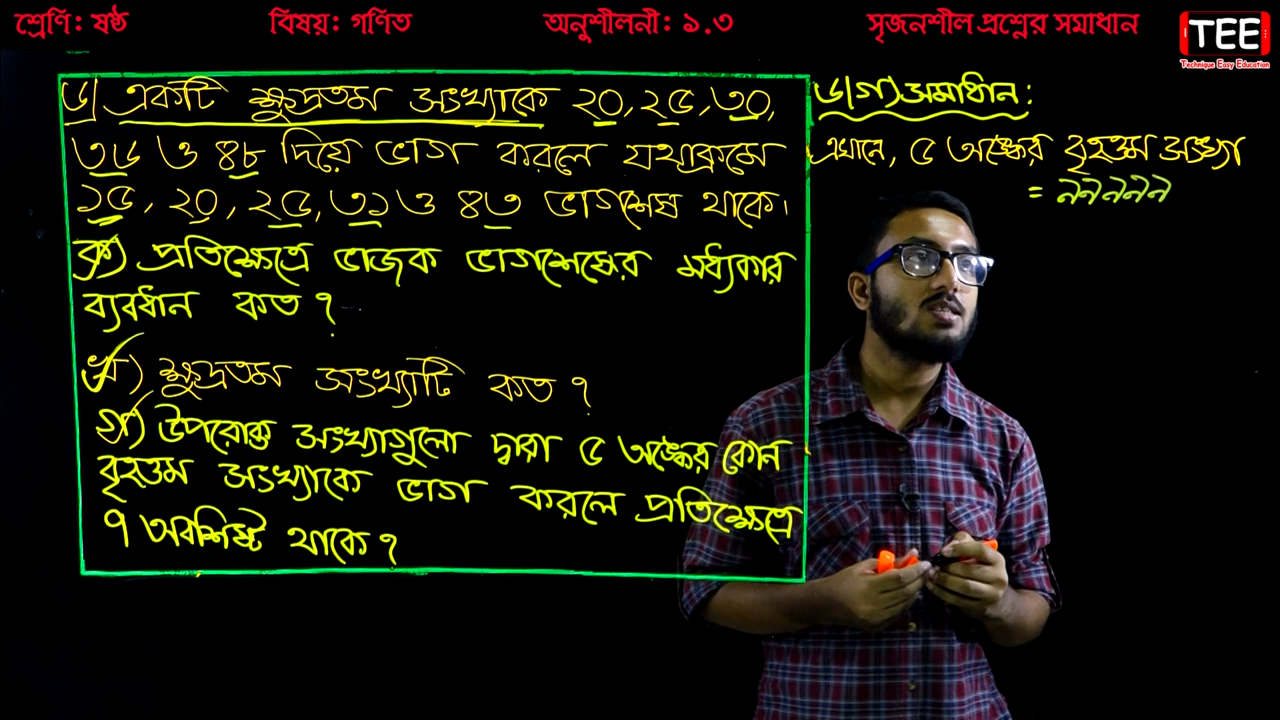 শ্রেণি: ষষ্ঠ
বিষয়: গণিত
অনুশীলনী: ১.৩
সৃজনশীল প্রশ্নের সমাধান
TEE
Technique Easy Education
৬। একটি ক্ষুদ্রতম সংখ্যাকে ২০, ২৫, ৩০,
৩৬ ও ৪৮ দিয়ে ভাগ করলে যথাক্রমে
১৫, ২০, ২৫, ৩১ ও ৪৩ ভাগশেষ থাকে।
ক) প্রতিক্ষেত্রে ভাজক ভাগশেষের মধ্যকার
ব্যবধান কত ?
খ) ক্ষুদ্রতম সংখ্যাটি কত ?
গ) উপরোক্ত সংখ্যাগুলো দ্বারা ৫ অঙ্কের কোন
বৃহত্তম সংখ্যাকে ভাগ করলে প্রতিক্ষেত্রে
৭ অবশিষ্ট থাকে ?
৬(গ) সমাধান:
এখানে, ৫ অঙ্কের বৃহত্তম সংখ্যা
= ৯৯৯৯৯